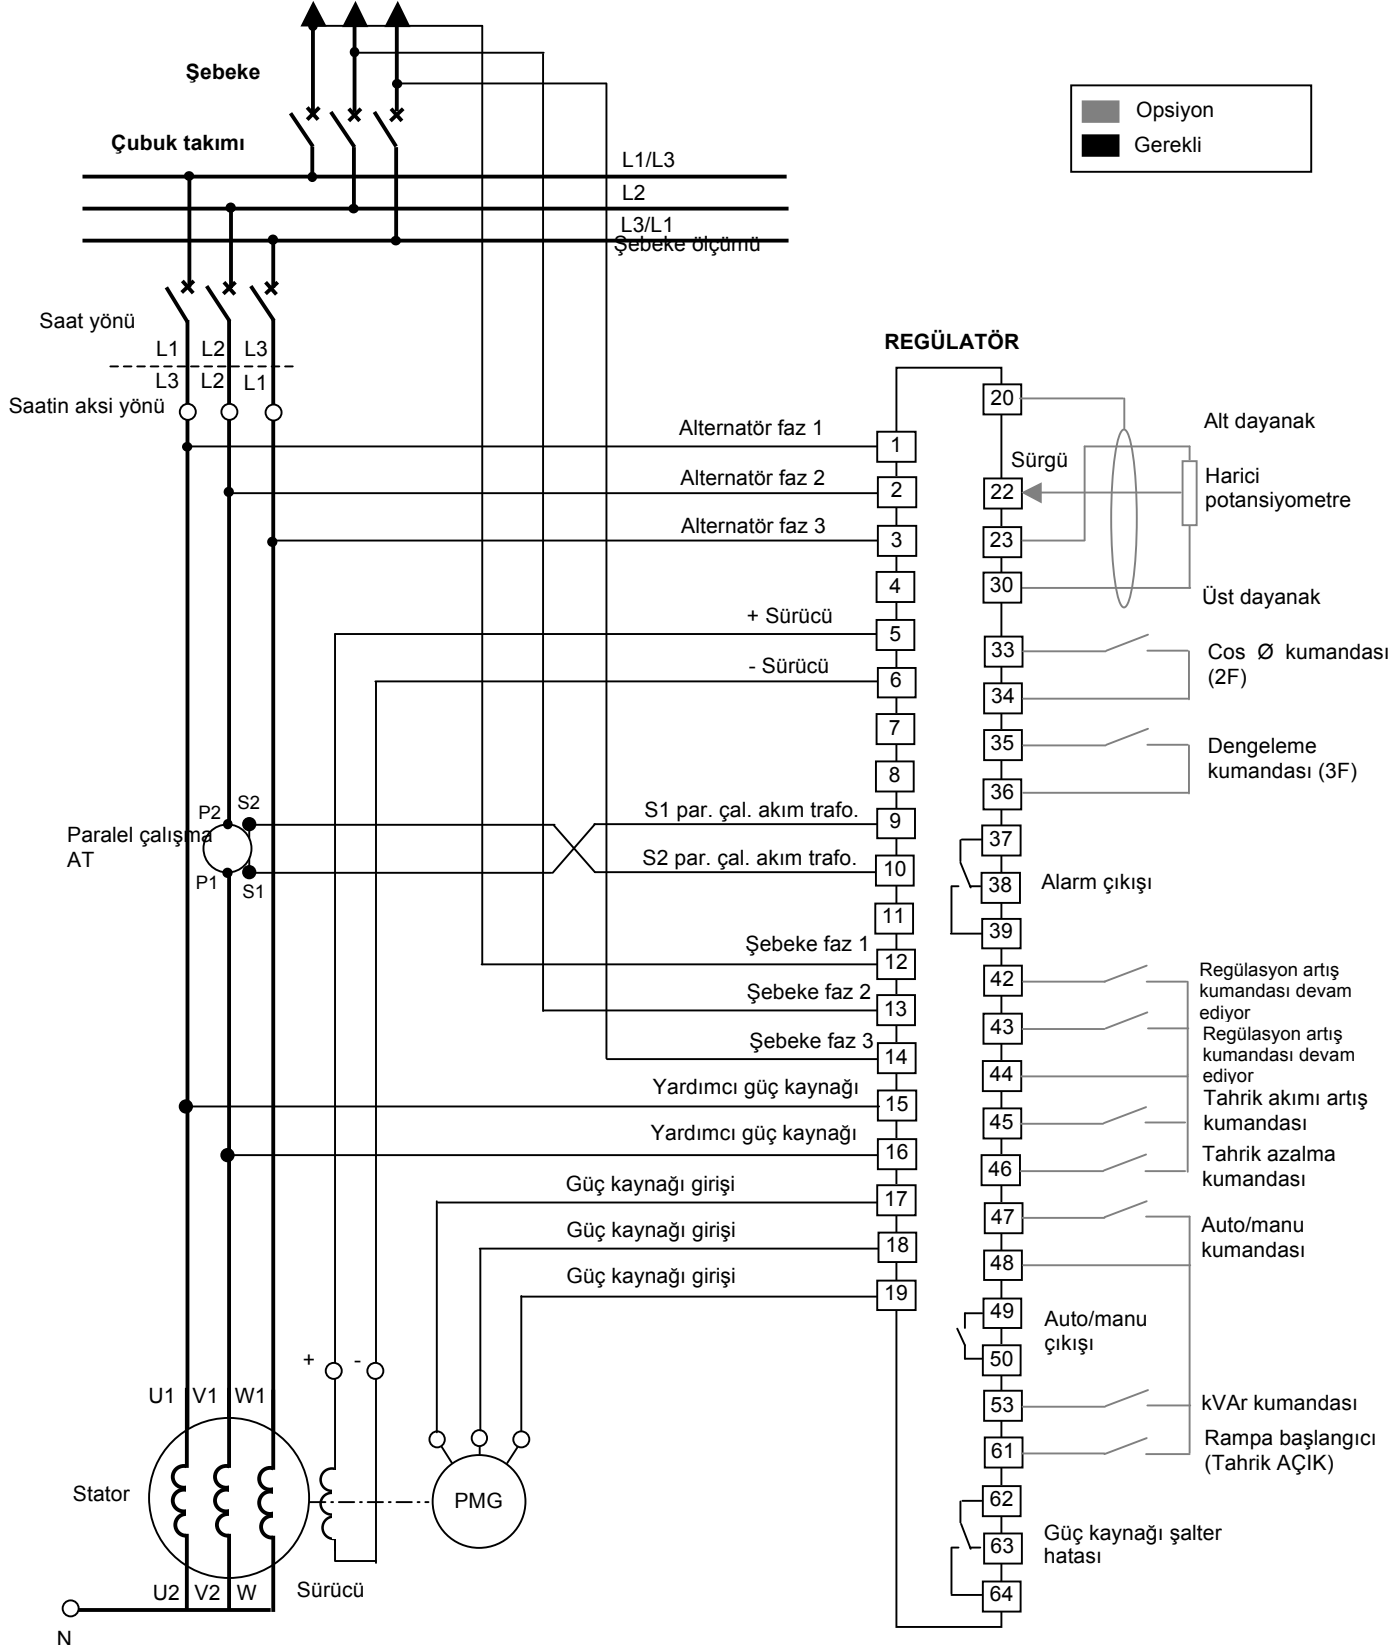 Şebeke
Opsiyon
Gerekli
Çubuk takımı
L1/L3
L2
L3/L1
Şebeke ölçümü
Saat yönü
L1 L2 L3
L3 L2 L1
Saatin aksi yönü
REGÜLATÖR
20
Alt dayanak
Alternatör faz 1
1
Sürgü
Alternatör faz 2
2
22
Harici
potansiyometre
Alternatör faz 3
3
23
4
30
Üst dayanak
+ Sürücü
5
33
Cos Ø kumandası
(2F)
- Sürücü
6
34
7
35
Dengeleme
kumandası (3F)
8
36
P2 S2
S1 par. çal. akım trafo.
9
37
Paralel çalışma
AT
S2 par. çal. akım trafo.
10
P1 S1
38
Alarm çıkışı
11
39
Şebeke faz 1
12
42
Regülasyon artış
kumandası devam
ediyor
Şebeke faz 2
13
43
Regülasyon artış
kumandası devam
ediyor
Şebeke faz 3
14
44
Yardımcı güç kaynağı
15
45
Tahrik akımı artış
kumandası
Yardımcı güç kaynağı
16
46
Tahrik azalma
kumandası
Güç kaynağı girişi
17
47
Auto/manu
kumandası
Güç kaynağı girişi
18
48
Güç kaynağı girişi
19
49
Auto/manu
çıkışı
50
+ -
U1 V1 W1
53
kVAr kumandası
61
Rampa başlangıcı
(Tahrik AÇIK)
Stator
PMG
62
63
Güç kaynağı şalter
hatası
64
U2 V2 W
Sürücü
N